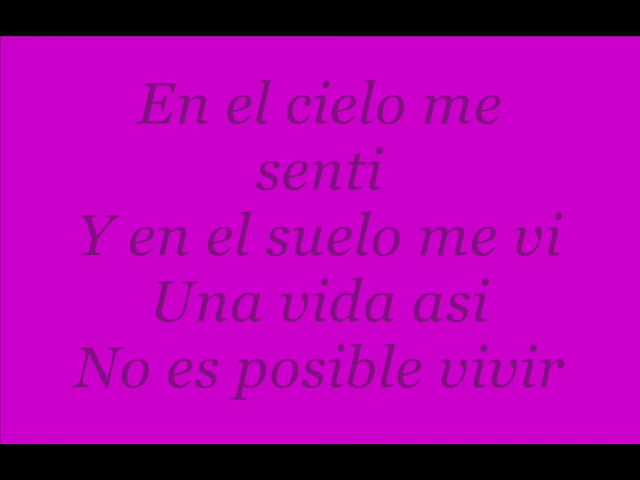 En el cielo me
senti
Y en el suelo me vi
Una vida asi
No es posible vivir